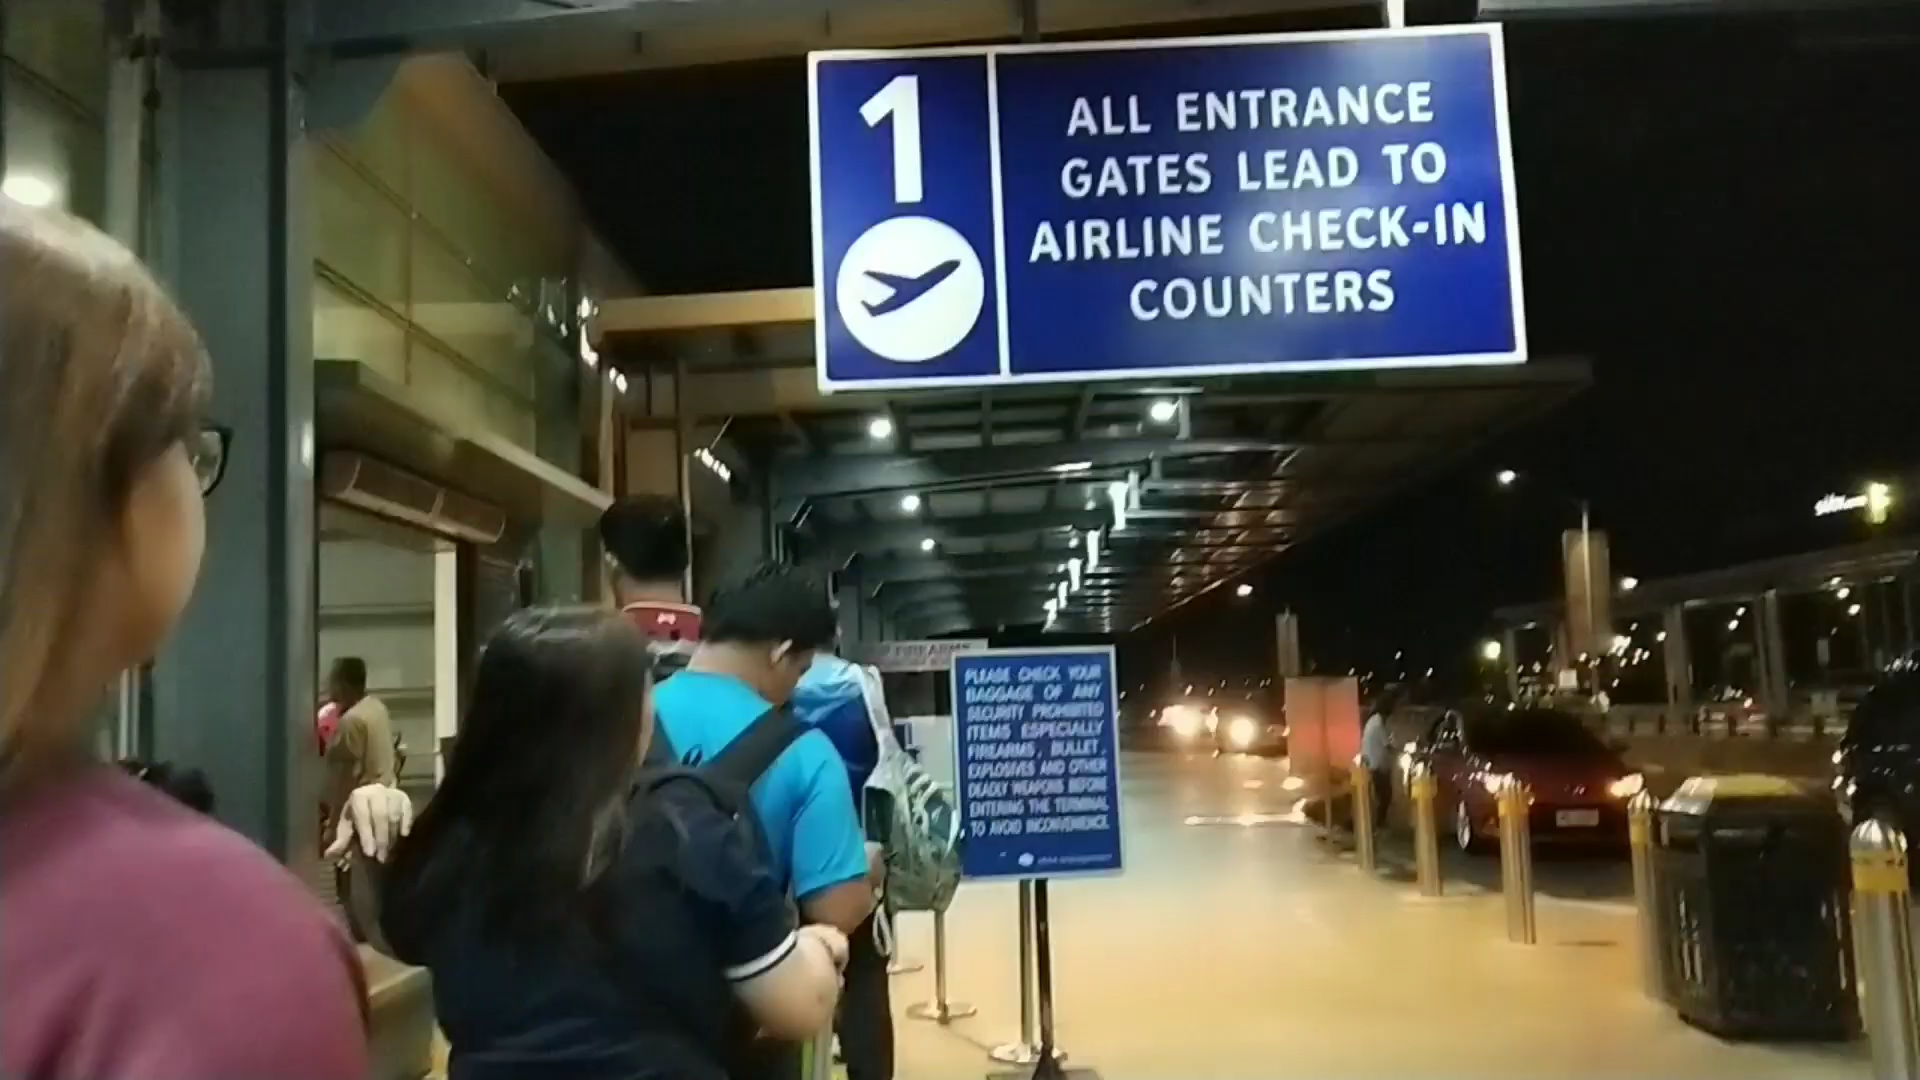 1
ALL ENTRANCE
GATES LEAD TO
AIRLINE CHECK-IN
COUNTERS
FIREARMS
PLEASE CHECK YOUR
BAGGAGE OF ANY
SECURITY PROHIBITED
ITEMS ESPECIALLY
FIREARMS, BULLET,
EXPLOSIVES AND OTHER
DEADLY WEAPONS BEFORE
ENTERING THE TERMINAL
TO AVOID INCONVENIENCE.